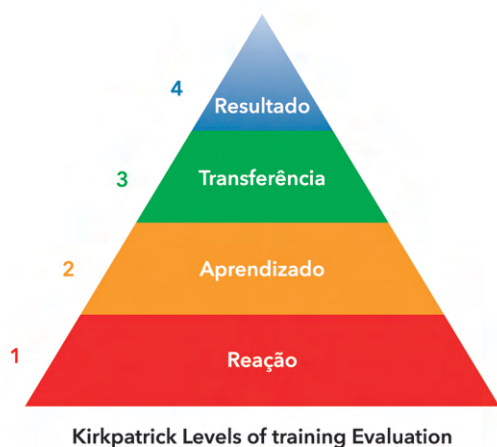 4
Resultado
3
Transferência
2
Aprendizado
1
Reação
Kirkpatrick Levels of training Evaluation